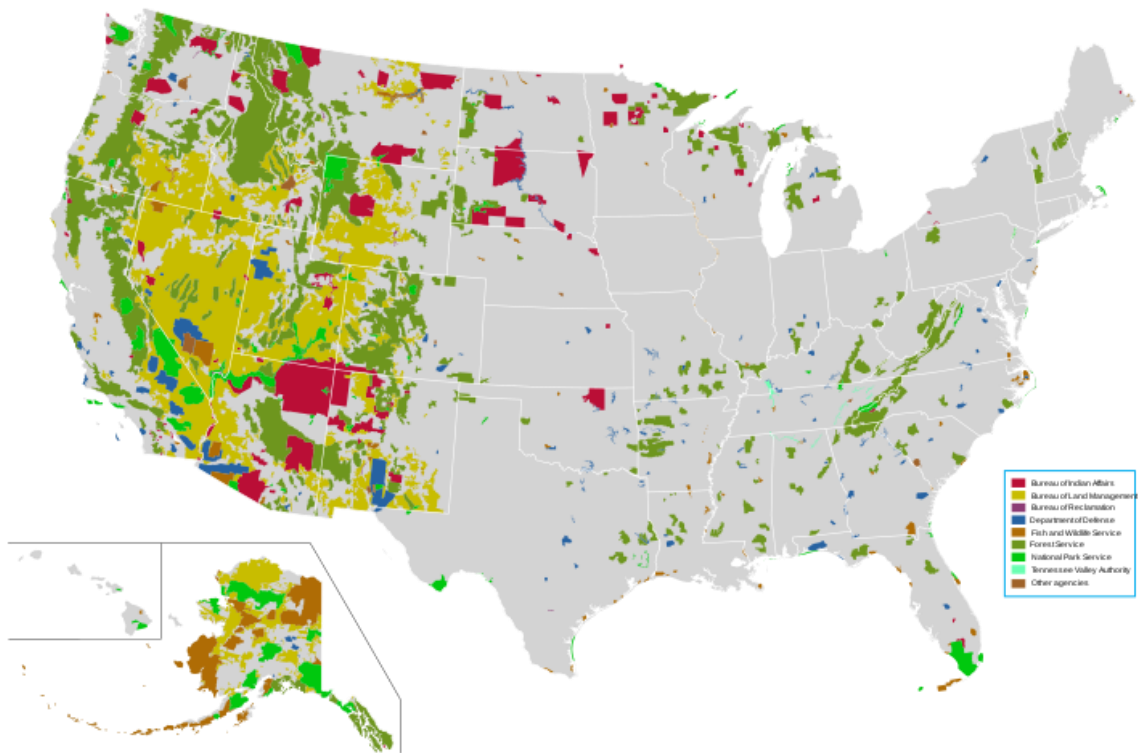 Bureau of Indian Affairs
Bureau of Land Management
Bureau of Reclamation
Department of Defense
Fish and Wildlife Service
Forest Service
National Park Service
Tennessee Valley Authority
Other agencies